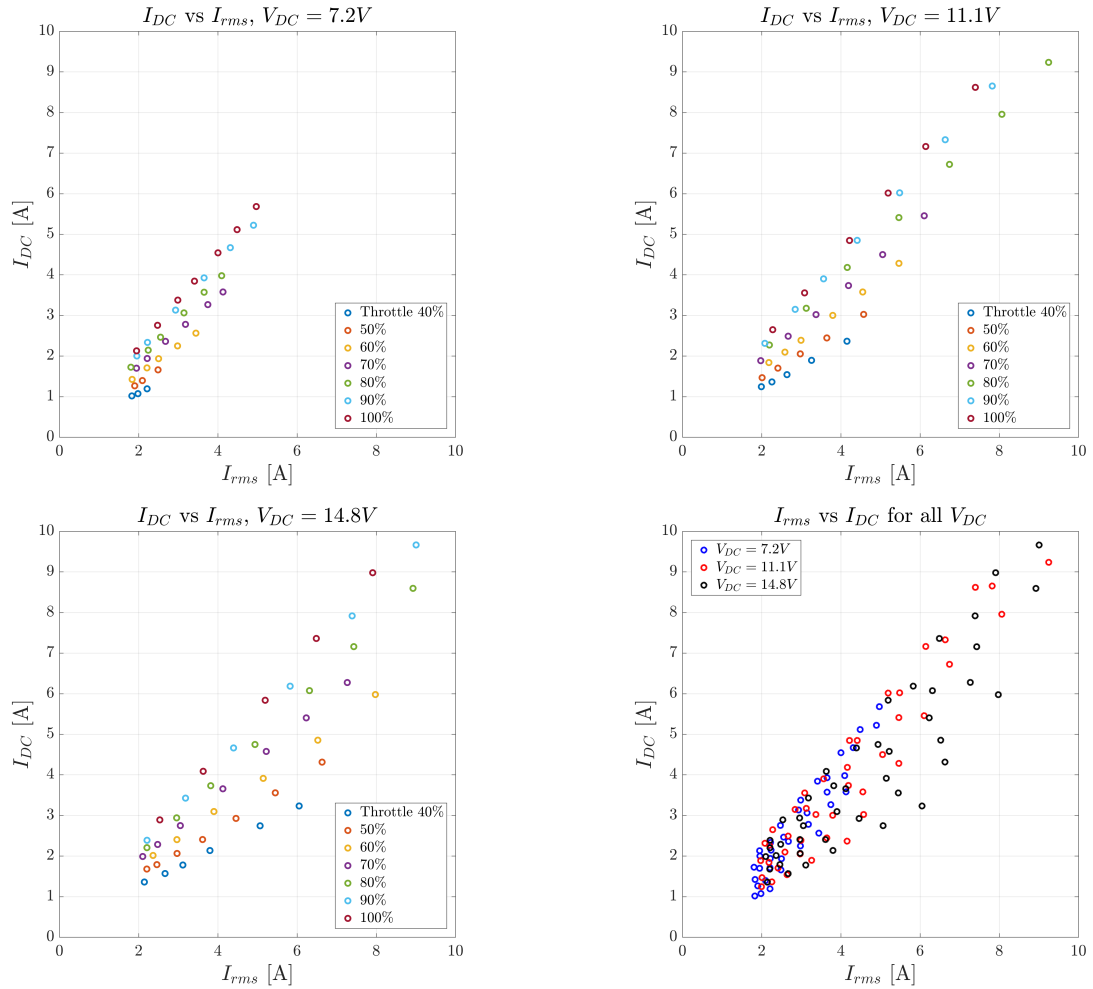 I_DC vs I_rms, V_DC = 7.2V
10
9
8
7
6
5
4
3
2
1
0
I_DC [A]
Throttle 40%
50%
60%
70%
80%
90%
100%
0 2 4 6 8 10
I_rms [A]
I_DC vs I_rms, V_DC = 11.1V
10
9
8
7
6
5
4
3
2
1
0
I_DC [A]
Throttle 40%
50%
60%
70%
80%
90%
100%
0 2 4 6 8 10
I_rms [A]
I_DC vs I_rms, V_DC = 14.8V
10
9
8
7
6
5
4
3
2
1
0
I_DC [A]
Throttle 40%
50%
60%
70%
80%
90%
100%
0 2 4 6 8 10
I_rms [A]
I_rms vs I_DC for all V_DC
10
9
8
7
6
5
4
3
2
1
0
I_DC [A]
V_DC = 7.2V
V_DC = 11.1V
V_DC = 14.8V
0 2 4 6 8 10
I_rms [A]